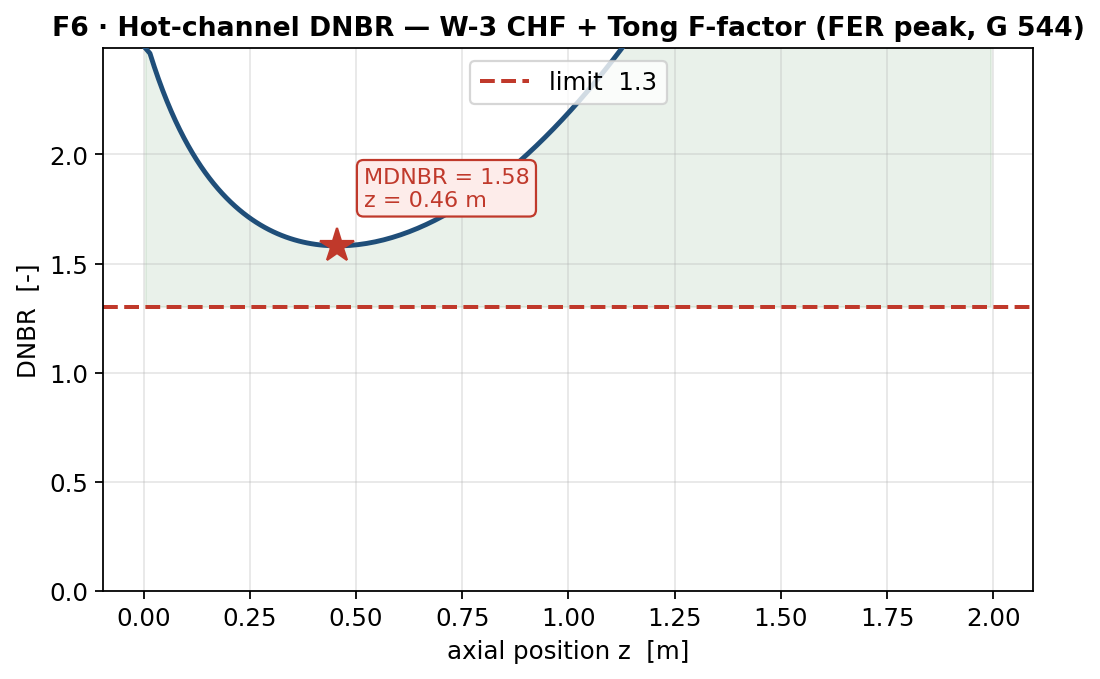 F6 · Hot-channel DNBR — W-3 CHF + Tong F-factor (FER peak, G 544)
limit  1.3
MDNBR = 1.58
z = 0.46 m
DNBR  [-]
2.0
1.5
1.0
0.5
0.0
0.00 0.25 0.50 0.75 1.00 1.25 1.50 1.75 2.00
axial position z  [m]